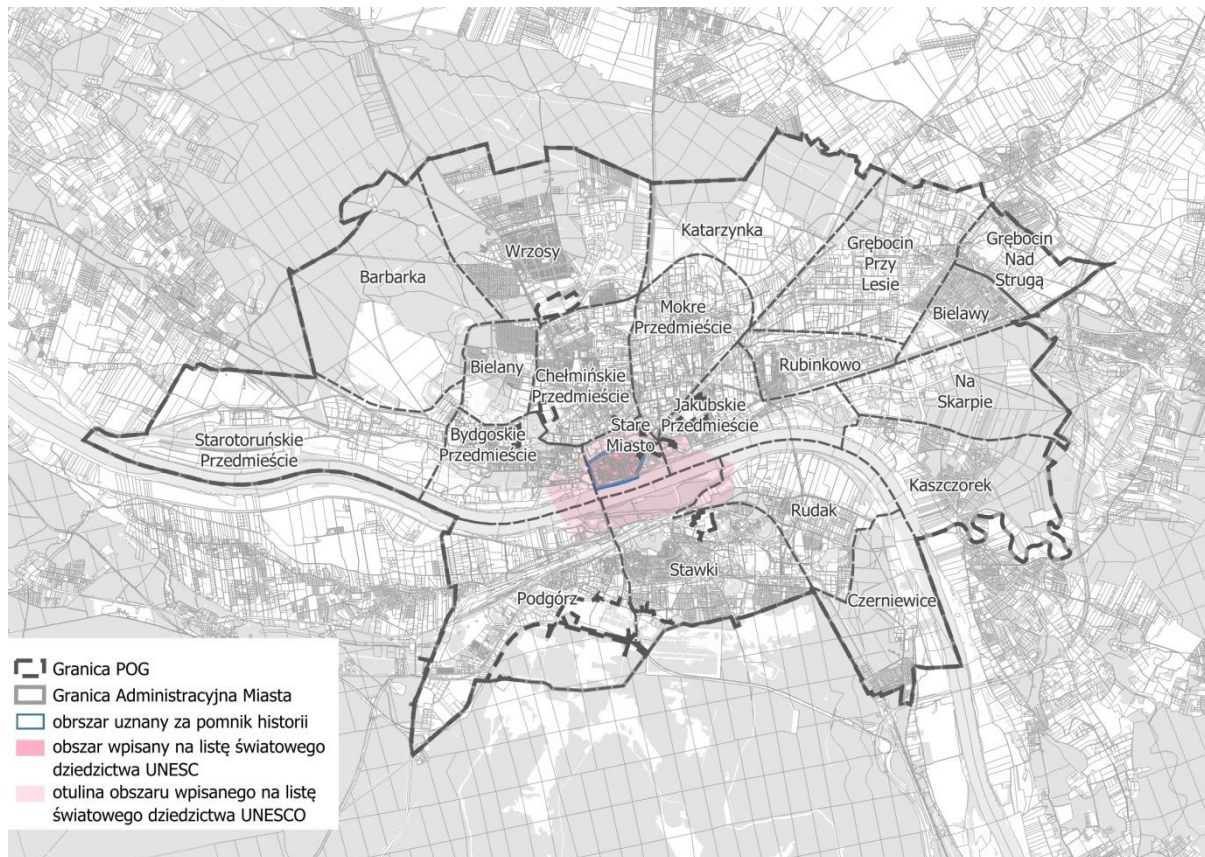 Wrzosy
Katarzynka
Barbarka
Grębocin
Przy
Lesie
Grębocin
Nad
Strugą
Mokre
Przedmieście
Bielawy
Bielany
Chełmińskie
Przedmieście
Rubinkowo
Na
Skarpie
Jakubskie
Przedmieście
Stare
Miasto
Bydgoskie
Przedmieście
Starotoruńskie
Przedmieście
Kaszczorek
Rudak
Stawki
Podgórz
Czerniewice
Granica POG
Granica Administracyjna Miasta
obrszar uznany za pomnik historii
obszar wpisany na listę światowego
dziedzictwa UNESC
otulina obszaru wpisanego na listę
światowego dziedzictwa UNESCO